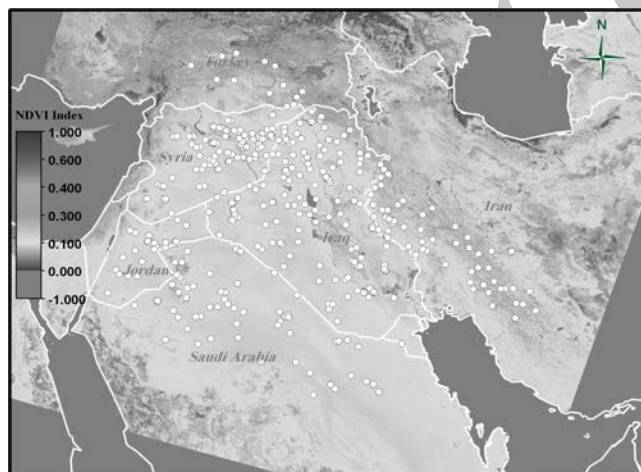 N
Turkey
NDVI Index
1.000
0.600
0.400
0.300
0.100
0.000
-1.000
Syria
Iran
Iraq
Jordan
Saudi Arabia